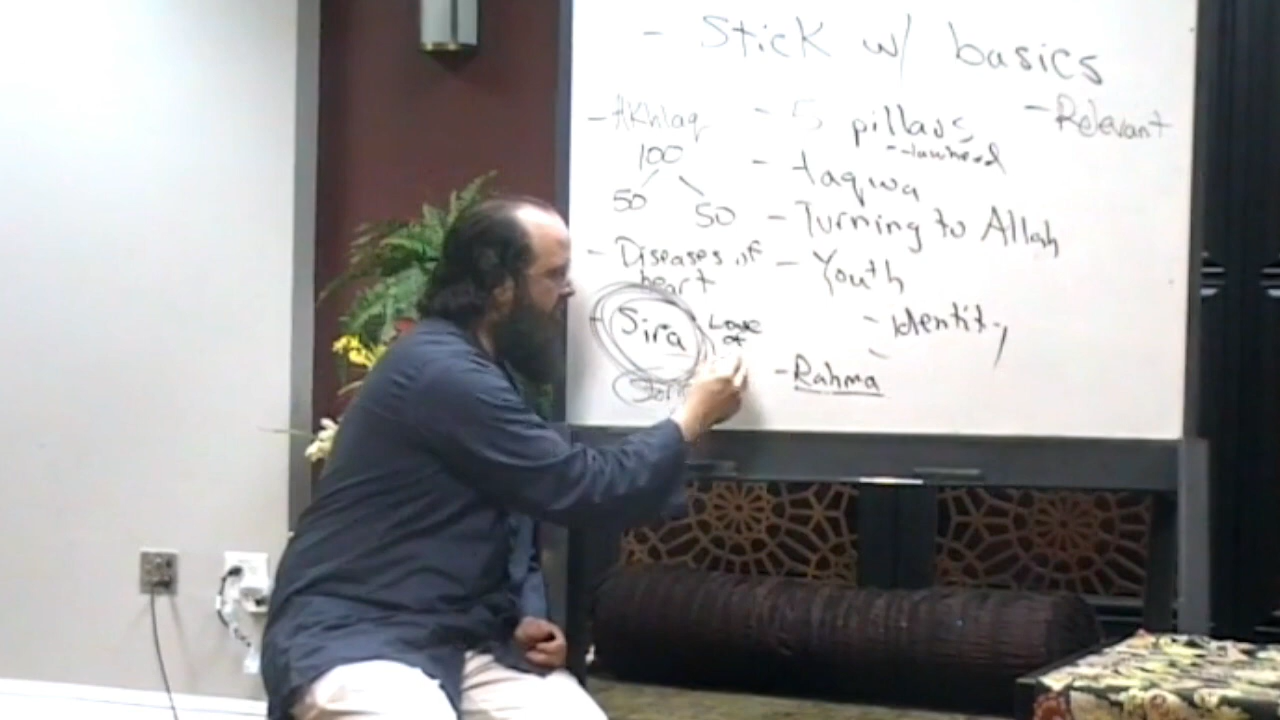 - Stick w/ basics
- Akhlaq
100
50 50
- Diseases of
heart
- Sira
Love
of
- 5 pillars
- tawheed
- taqwa
- Turning to Allah
- Youth
- Identity
-
- Rahma
- Relevant